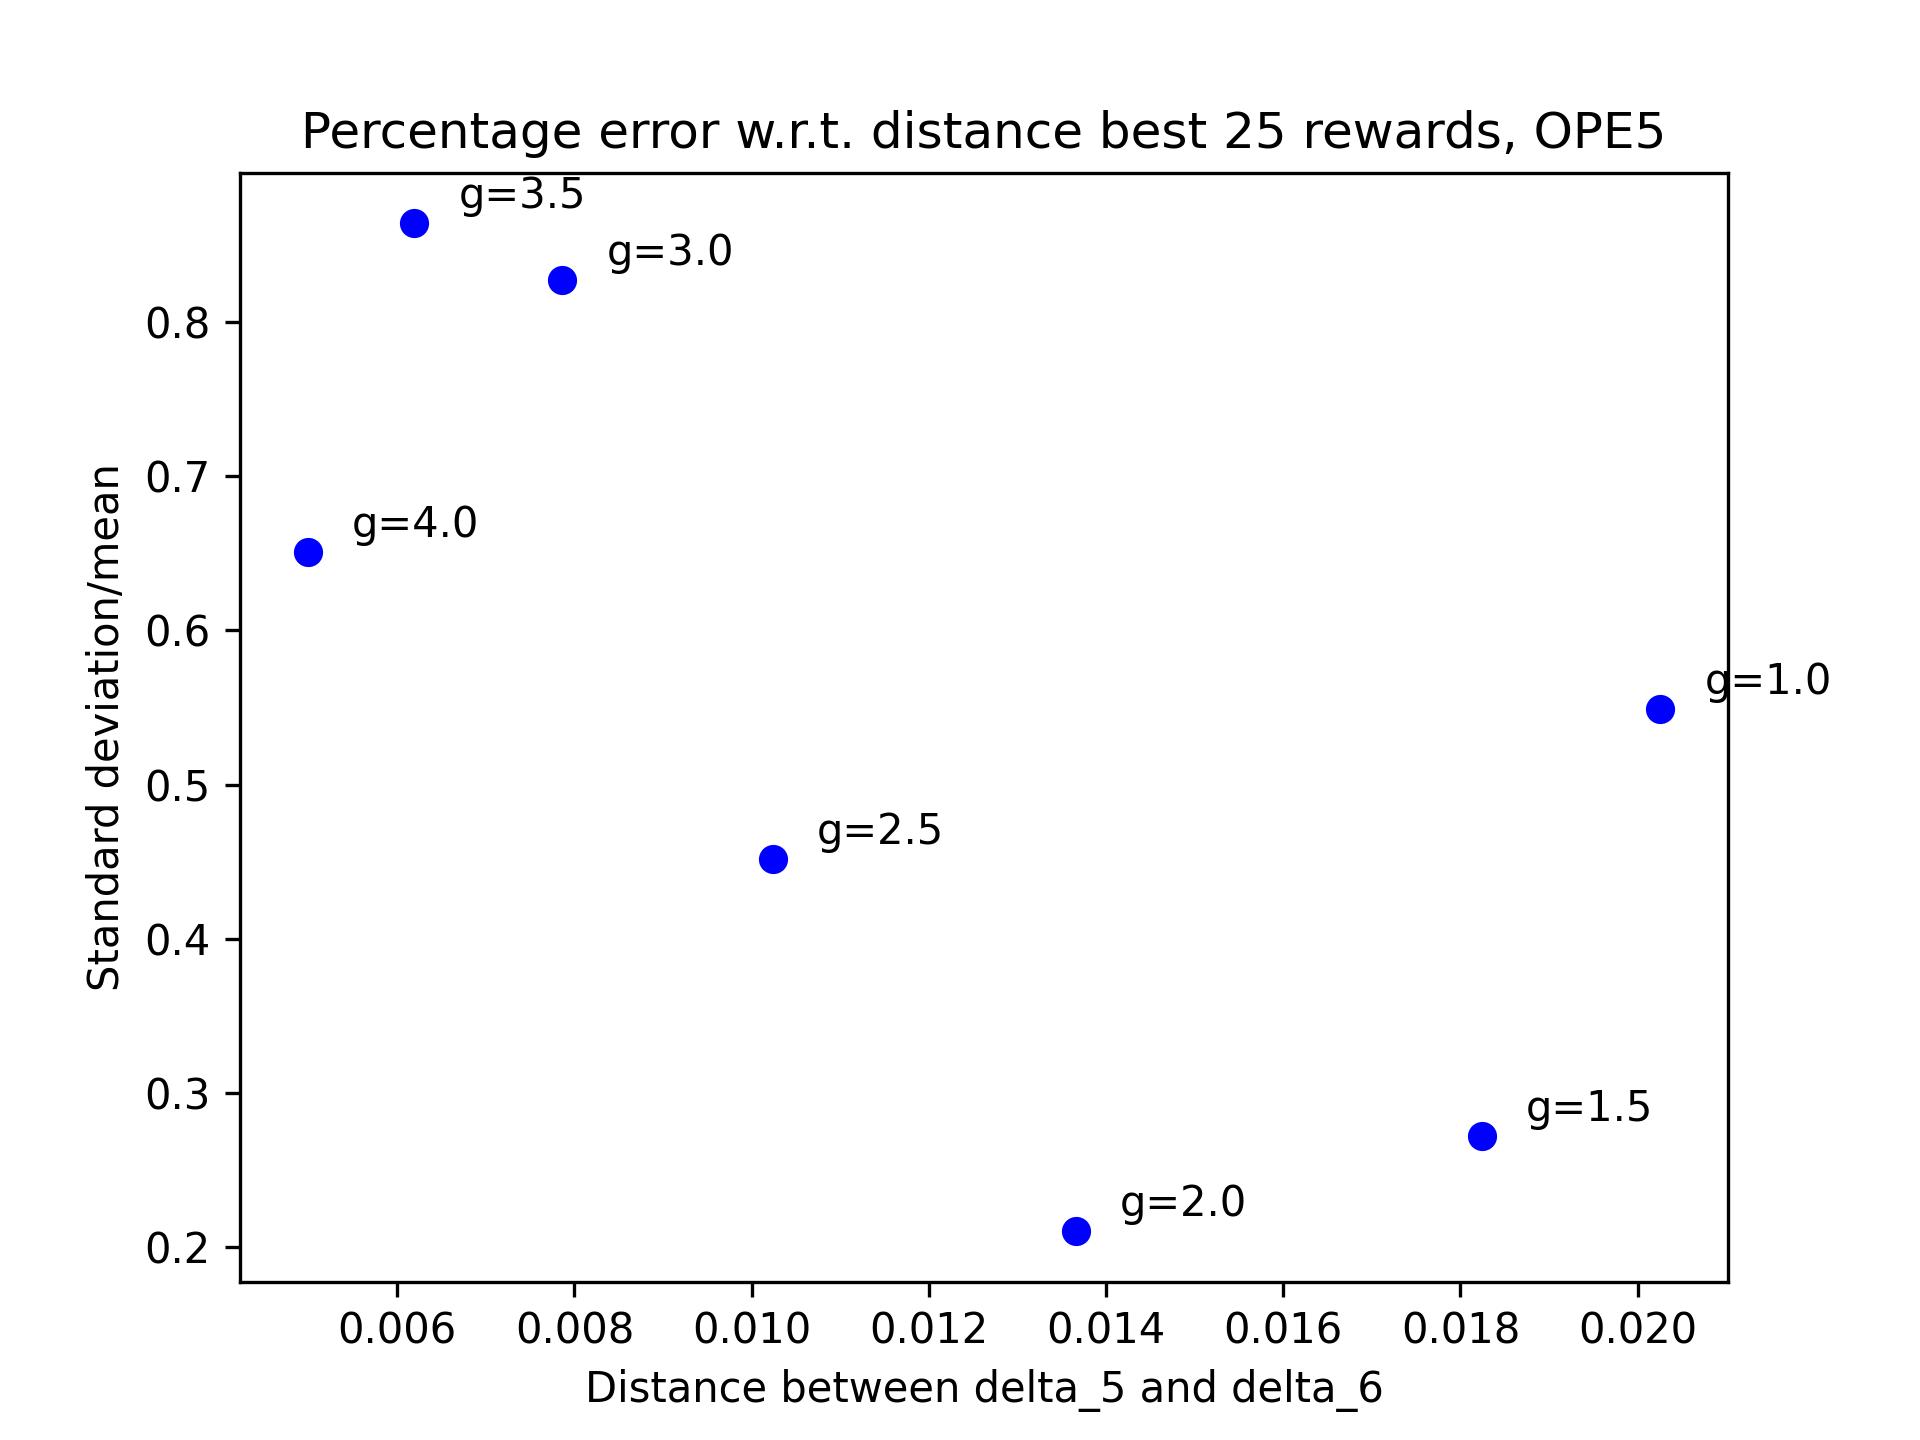 Percentage error w.r.t. distance best 25 rewards, OPE5
g=3.5
g=3.0
0.8
0.7
g=4.0
0.6
g=1.0
0.5
g=2.5
0.4
0.3
g=1.5
g=2.0
0.2
Standard deviation/mean
0.006 0.008 0.010 0.012 0.014 0.016 0.018 0.020
Distance between delta_5 and delta_6